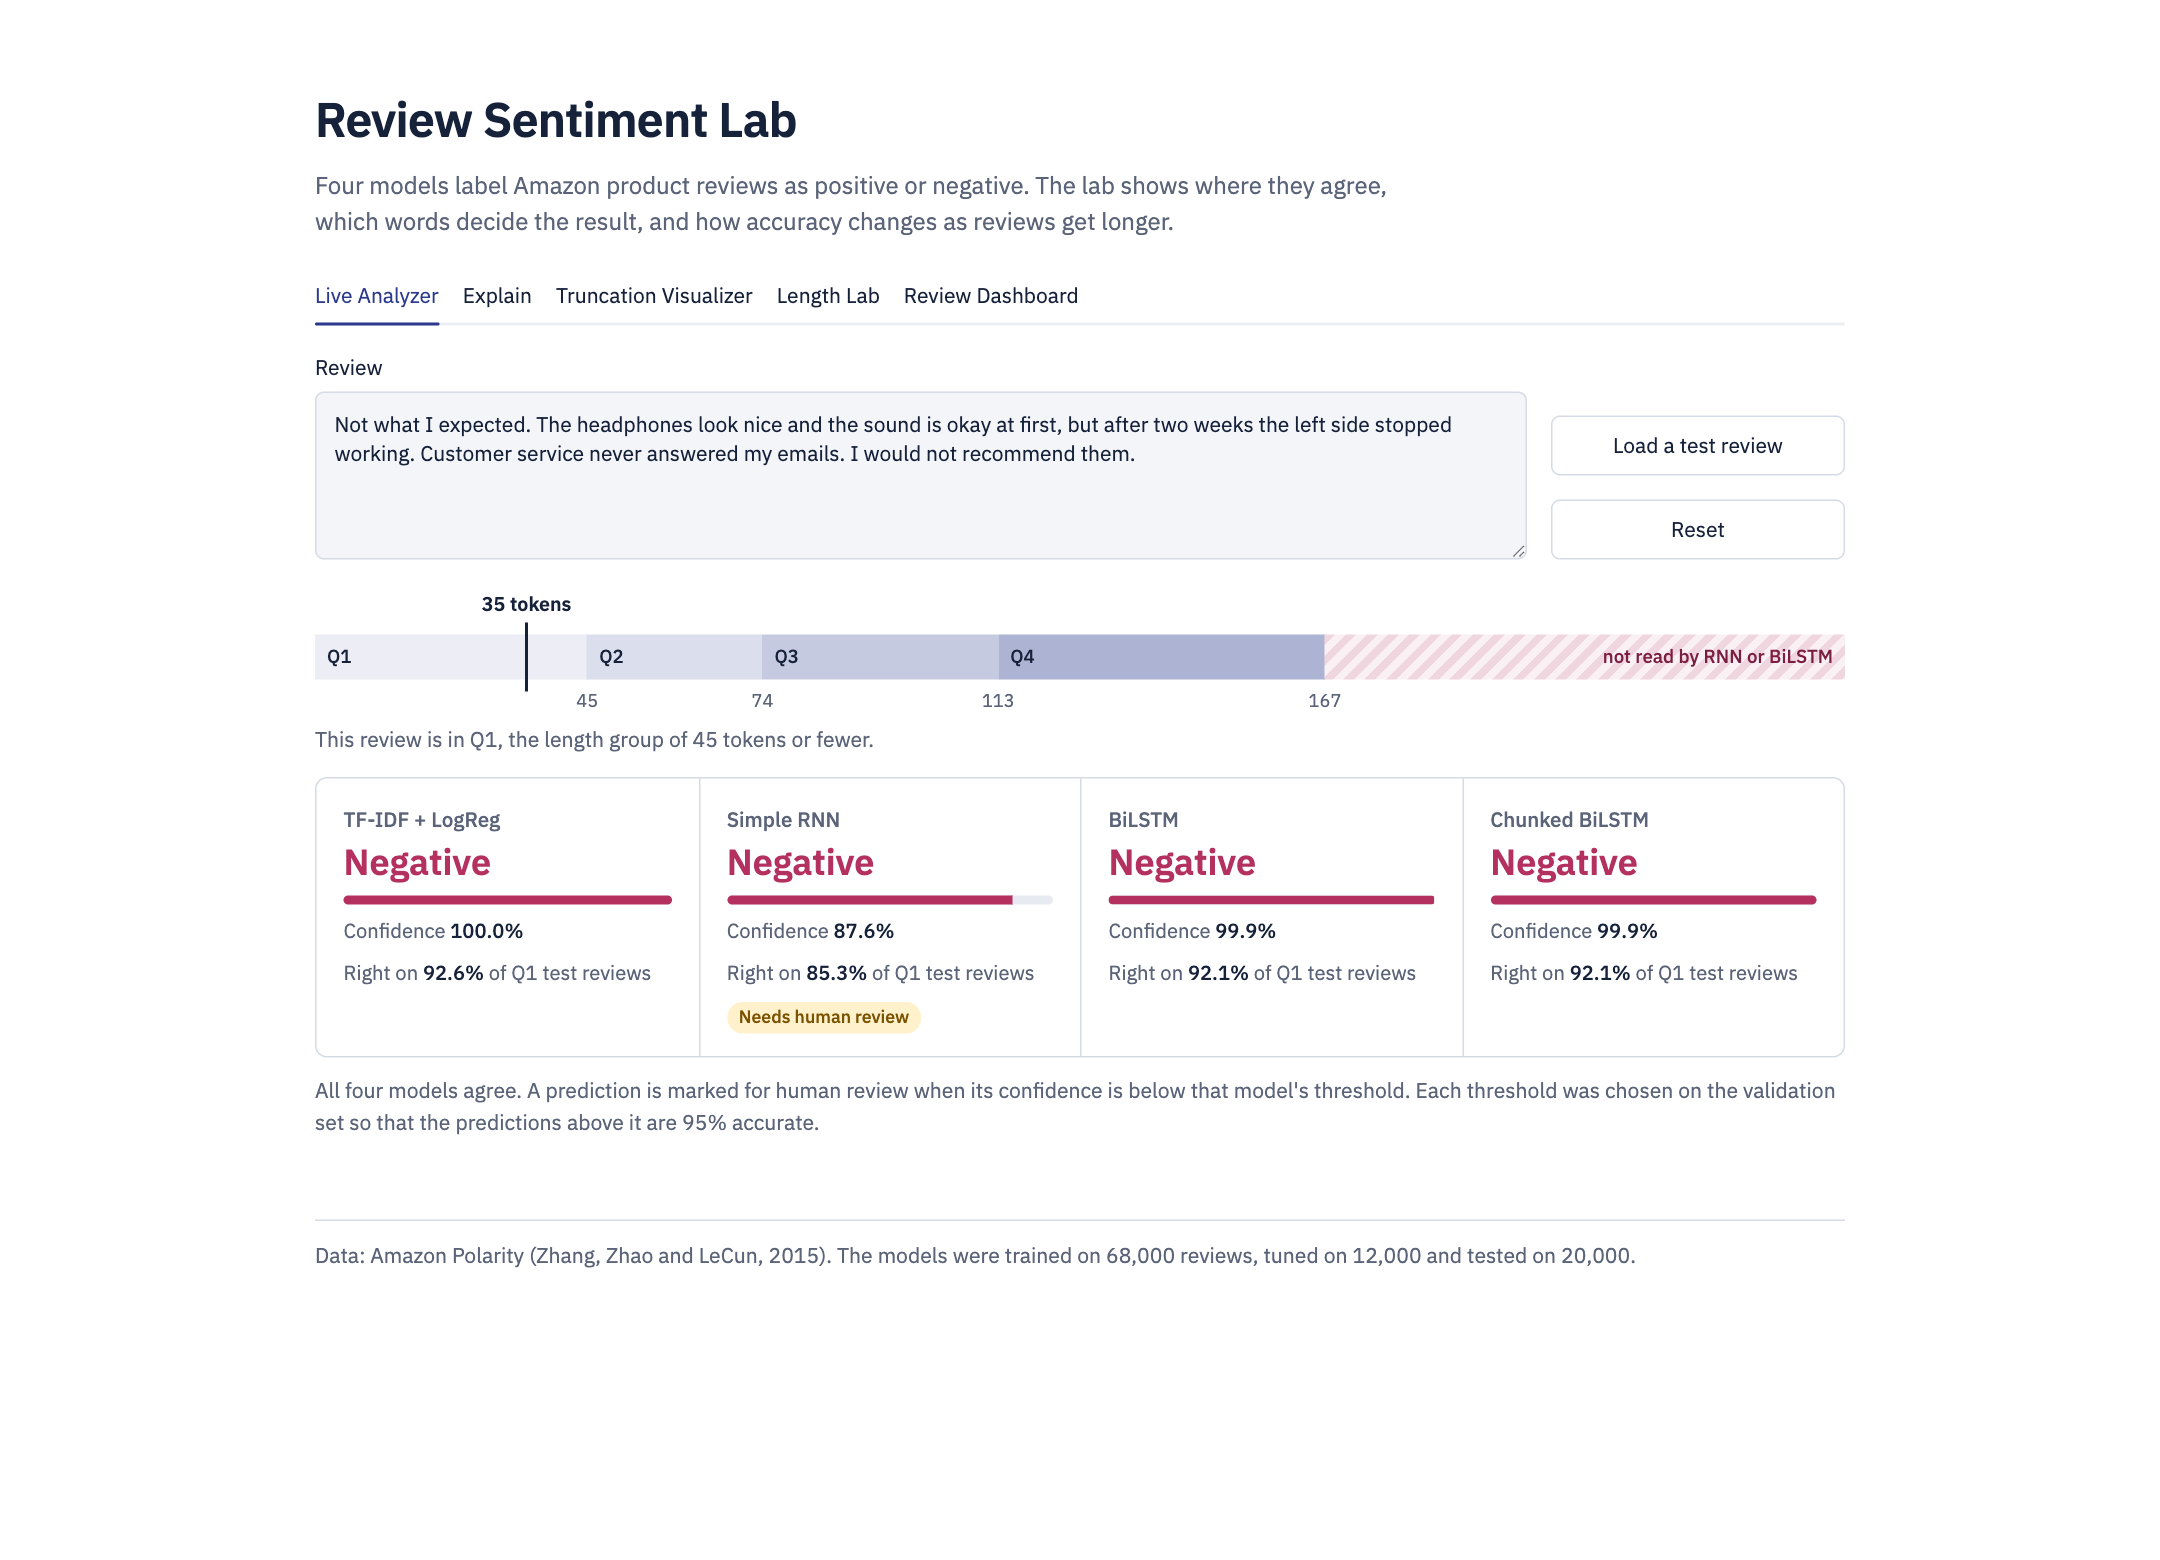 Review Sentiment Lab
Four models label Amazon product reviews as positive or negative. The lab shows where they agree,
which words decide the result, and how accuracy changes as reviews get longer.
Live Analyzer Explain Truncation Visualizer Length Lab Review Dashboard
Review
Not what I expected. The headphones look nice and the sound is okay at first, but after two weeks the left side stopped
working. Customer service never answered my emails. I would not recommend them.
Load a test review
Reset
35 tokens
Q1 Q2 Q3 Q4 not read by RNN or BiLSTM
45 74 113 167
This review is in Q1, the length group of 45 tokens or fewer.
TF-IDF + LogReg
Negative
Confidence 100.0%
Right on 92.6% of Q1 test reviews
Simple RNN
Negative
Confidence 87.6%
Right on 85.3% of Q1 test reviews
Needs human review
BiLSTM
Negative
Confidence 99.9%
Right on 92.1% of Q1 test reviews
Chunked BiLSTM
Negative
Confidence 99.9%
Right on 92.1% of Q1 test reviews
All four models agree. A prediction is marked for human review when its confidence is below that model's threshold. Each threshold was chosen on the validation
set so that the predictions above it are 95% accurate.
Data: Amazon Polarity (Zhang, Zhao and LeCun, 2015). The models were trained on 68,000 reviews, tuned on 12,000 and tested on 20,000.